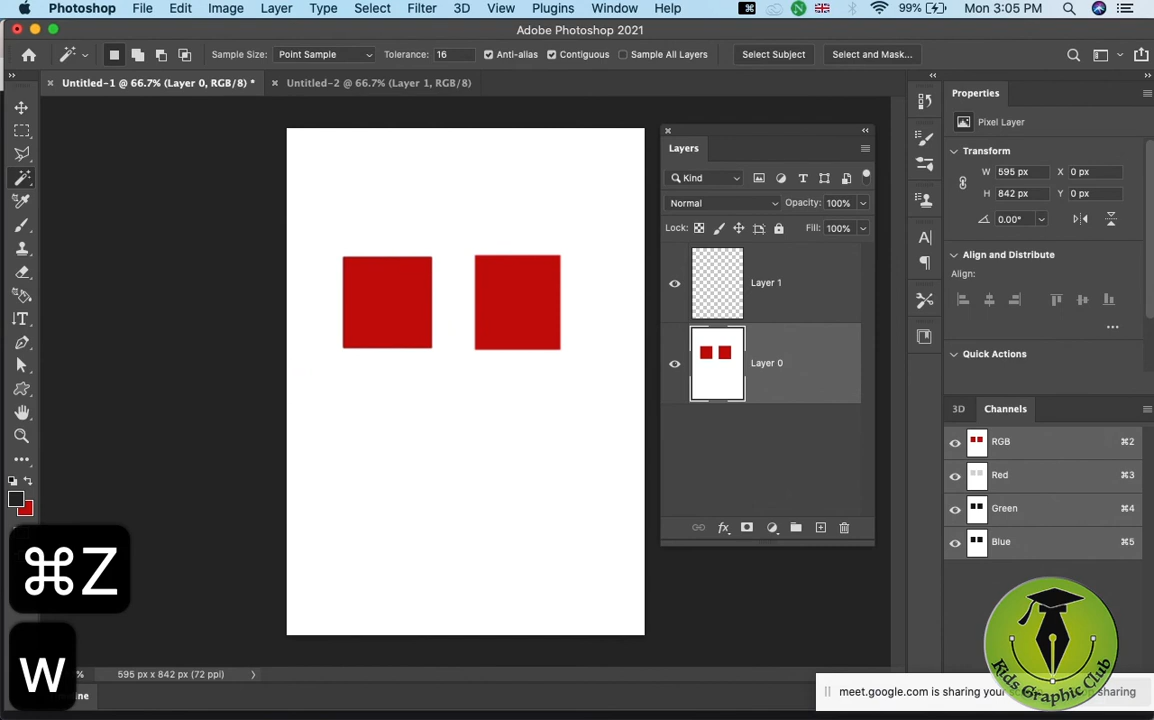 Photoshop File Edit Image Layer Type Select Filter 3D View Plugins Window Help 99% Mon 3:05 PM
Adobe Photoshop 2021
Sample Size: Point Sample Tolerance: 16 Anti-alias Contiguous Sample All Layers Select Subject Select and Mask...
Untitled-1 @ 66.7% (Layer 0, RGB/8) * Untitled-2 @ 66.7% (Layer 1, RGB/8)
Properties
Pixel Layer
Transform
W 595 px X 0 px
H 842 px Y 0 px
0.00°
Align and Distribute
Align:
Quick Actions
Layers
Kind
Normal Opacity: 100%
Lock: Fill: 100%
Layer 1
Layer 0
fx
3D Channels
RGB ⌘2
Red ⌘3
Green ⌘4
Blue ⌘5
⌘Z
W
% 595 px x 842 px (72 ppi)
meet.google.com is sharing your sharing
Kids Graphic Club